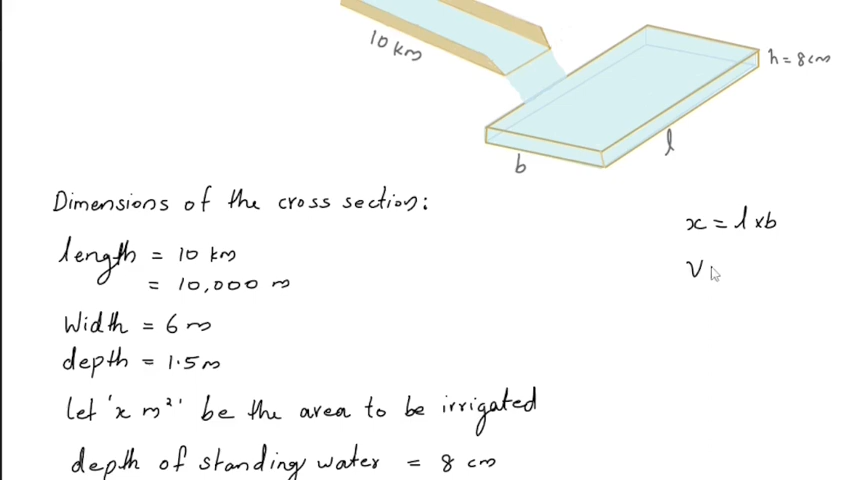 10 km
h = 8 cm
b
l
Dimensions of the cross section:
length = 10 km
= 10,000 m
Width = 6 m
depth = 1.5 m
let 'x m²' be the area to be irrigated
depth of standing water = 8 cm
x = l × b
V